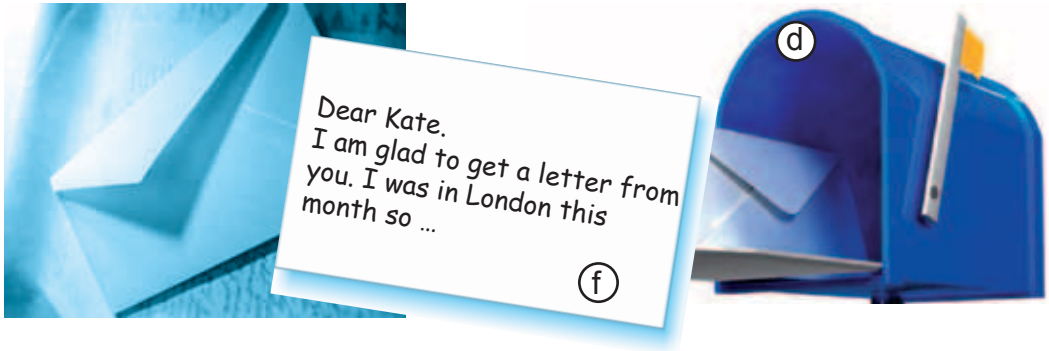 d
Dear Kate.
I am glad to get a letter from
you. I was in London this
month so ...
f